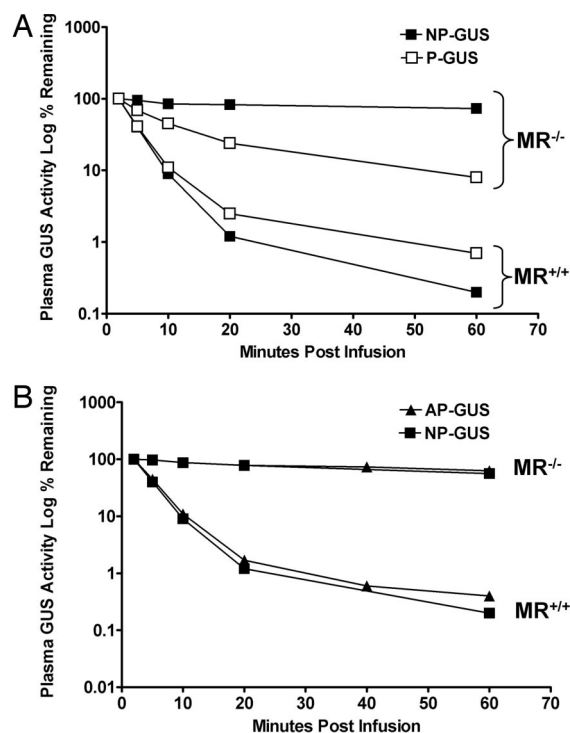 A
NP-GUS
P-GUS
Plasma GUS Activity Log % Remaining
1000
100
10
1
0.1
MR-/-
MR+/+
0 10 20 30 40 50 60 70
Minutes Post Infusion
B
AP-GUS
NP-GUS
Plasma GUS Activity Log % Remaining
1000
100
10
1
0.1
0.01
MR-/-
MR+/+
0 10 20 30 40 50 60 70
Minutes Post Infusion